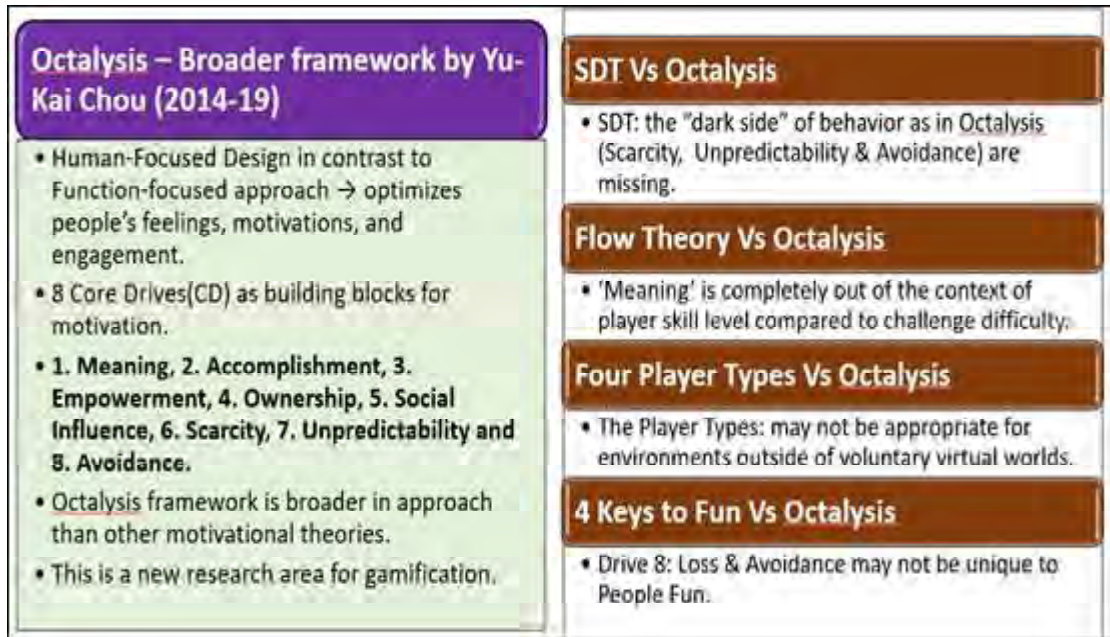 Octalysis – Broader framework by Yu-
Kai Chou (2014-19)
• Human-Focused Design in contrast to
Function-focused approach → optimizes
people's feelings, motivations, and
engagement.
• 8 Core Drives(CD) as building blocks for
motivation.
• 1. Meaning, 2. Accomplishment, 3.
Empowerment, 4. Ownership, 5. Social
Influence, 6. Scarcity, 7. Unpredictability and
8. Avoidance.
• Octalysis framework is broader in approach
than other motivational theories.
• This is a new research area for gamification.
SDT Vs Octalysis
• SDT: the "dark side" of behavior as in Octalysis
(Scarcity, Unpredictability & Avoidance) are
missing.
Flow Theory Vs Octalysis
• 'Meaning' is completely out of the context of
player skill level compared to challenge difficulty.
Four Player Types Vs Octalysis
• The Player Types: may not be appropriate for
environments outside of voluntary virtual worlds.
4 Keys to Fun Vs Octalysis
• Drive 8: Loss & Avoidance may not be unique to
People Fun.